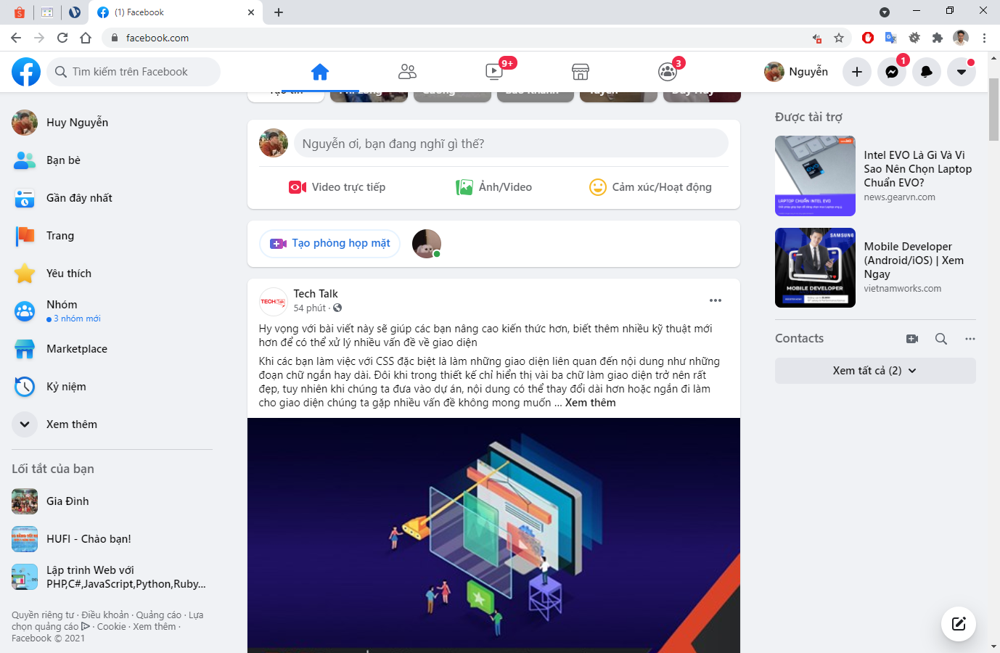 (1) Facebook
facebook.com
Tìm kiếm trên Facebook
9+
3
Nguyễn
1
Huy Nguyễn
Bạn bè
Gần đây nhất
Trang
Yêu thích
Nhóm
3 nhóm mới
Marketplace
Kỷ niệm
Xem thêm
Lối tắt của bạn
Gia Đình
HUFI - Chào bạn!
Lập trình Web với
PHP,C#,JavaScript,Python,Ruby...
Quyền riêng tư · Điều khoản · Quảng cáo · Lựa
chọn quảng cáo · Cookie · Xem thêm ·
Facebook © 2021
Nguyễn ơi, bạn đang nghĩ gì thế?
Video trực tiếp
Ảnh/Video
Cảm xúc/Hoạt động
Tạo phòng họp mặt
TECH Talk
Tech Talk
54 phút ·
Hy vọng với bài viết này sẽ giúp các bạn nâng cao kiến thức hơn, biết thêm nhiều kỹ thuật mới
hơn để có thể xử lý nhiều vấn đề về giao diện
Khi các bạn làm việc với CSS đặc biệt là làm những giao diện liên quan đến nội dung như những
đoạn chữ ngắn hay dài. Đôi khi trong thiết kế chỉ hiển thị vài ba chữ làm giao diện trở nên rất
đẹp, tuy nhiên khi chúng ta đưa vào dự án, nội dung có thể thay đổi dài hơn hoặc ngắn đi làm
cho giao diện chúng ta gặp nhiều vấn đề không mong muốn ... Xem thêm
Được tài trợ
LAPTOP CHUẨN INTEL EVO
Intel EVO Là Gì Và Vì
Sao Nên Chọn Laptop
Chuẩn EVO?
news.gearvn.com
SAMSUNG
MOBILE DEVELOPER
Mobile Developer
(Android/iOS) | Xem
Ngay
vietnamworks.com
Contacts
Xem tất cả (2)